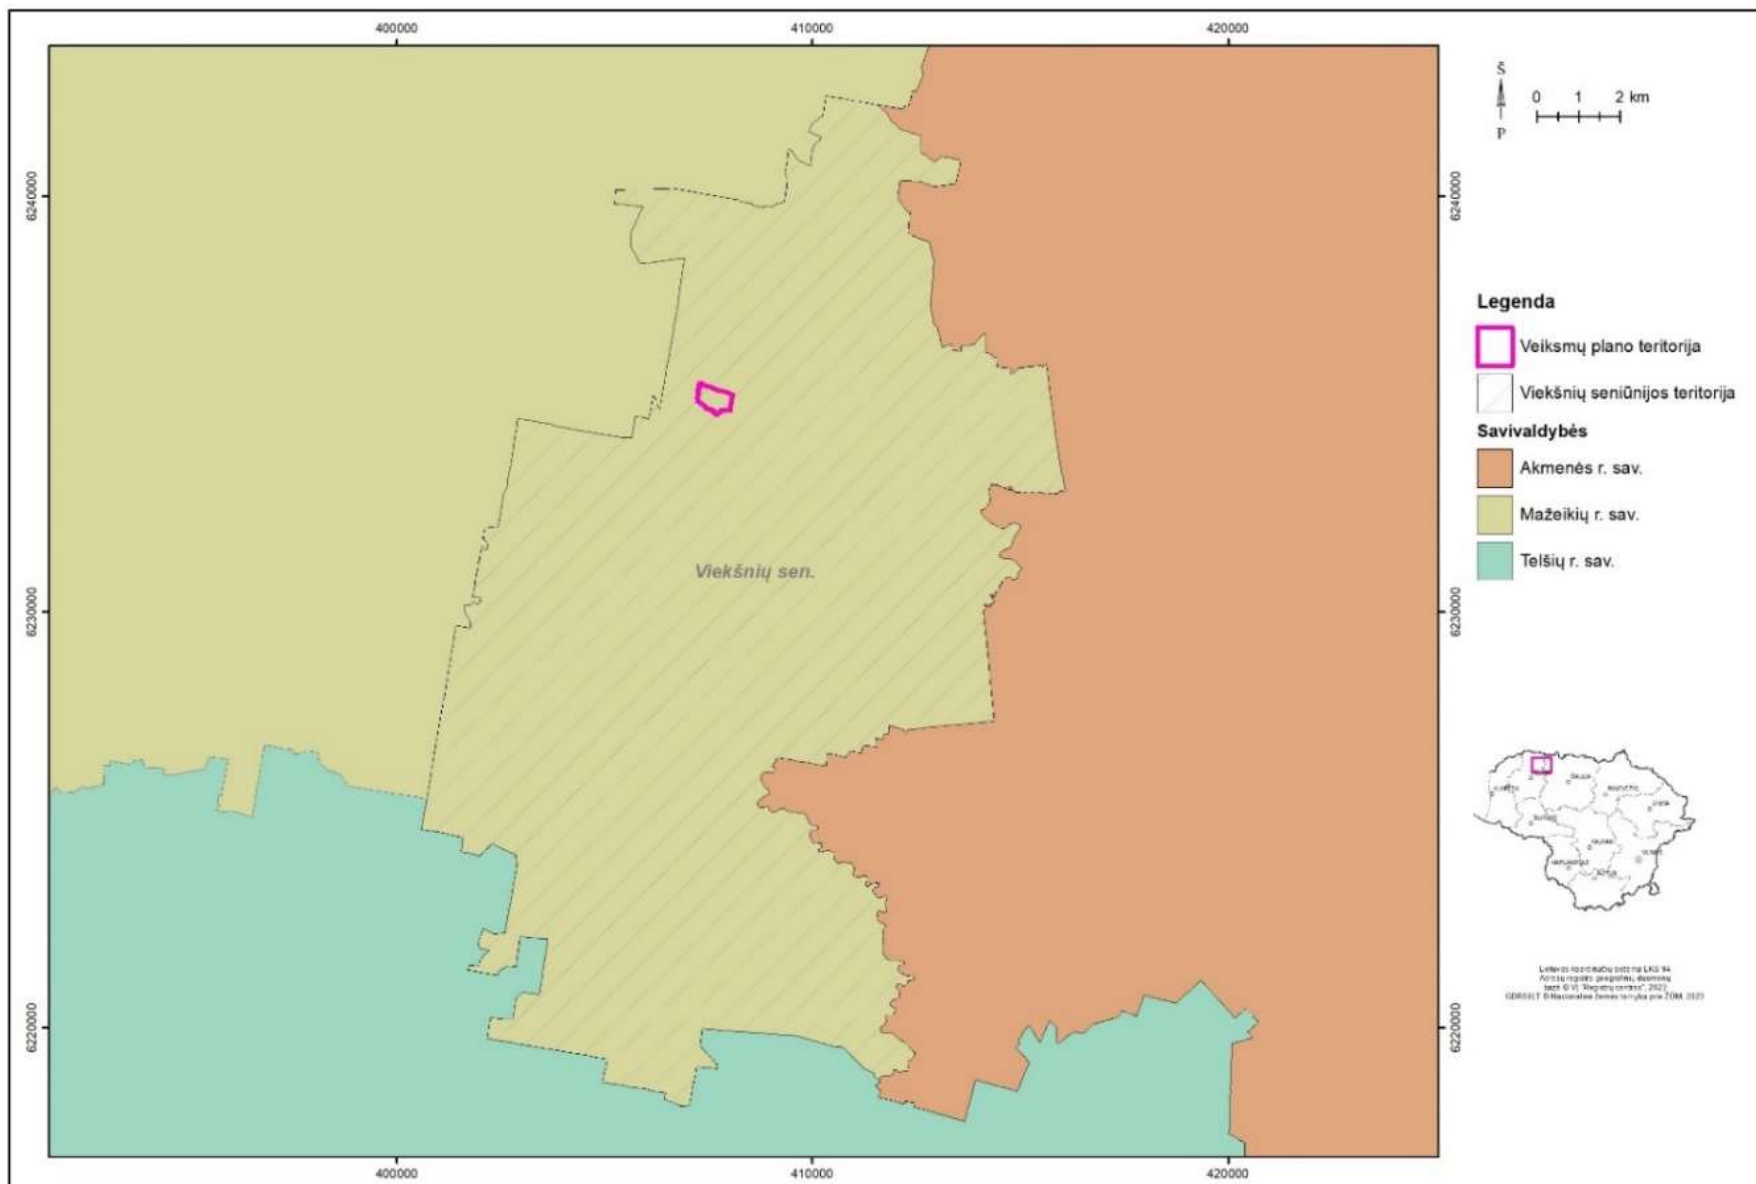 400000
410000
420000
Š
P
0 1 2 km
6240000
6240000
Legenda
Veiksmų plano teritorija
Viekšnių seniūnijos teritorija
Savivaldybės
Akmenės r. sav.
Mažeikių r. sav.
Telšių r. sav.
Viekšnių sen.
6230000
6230000
6220000
6220000
400000
410000
420000